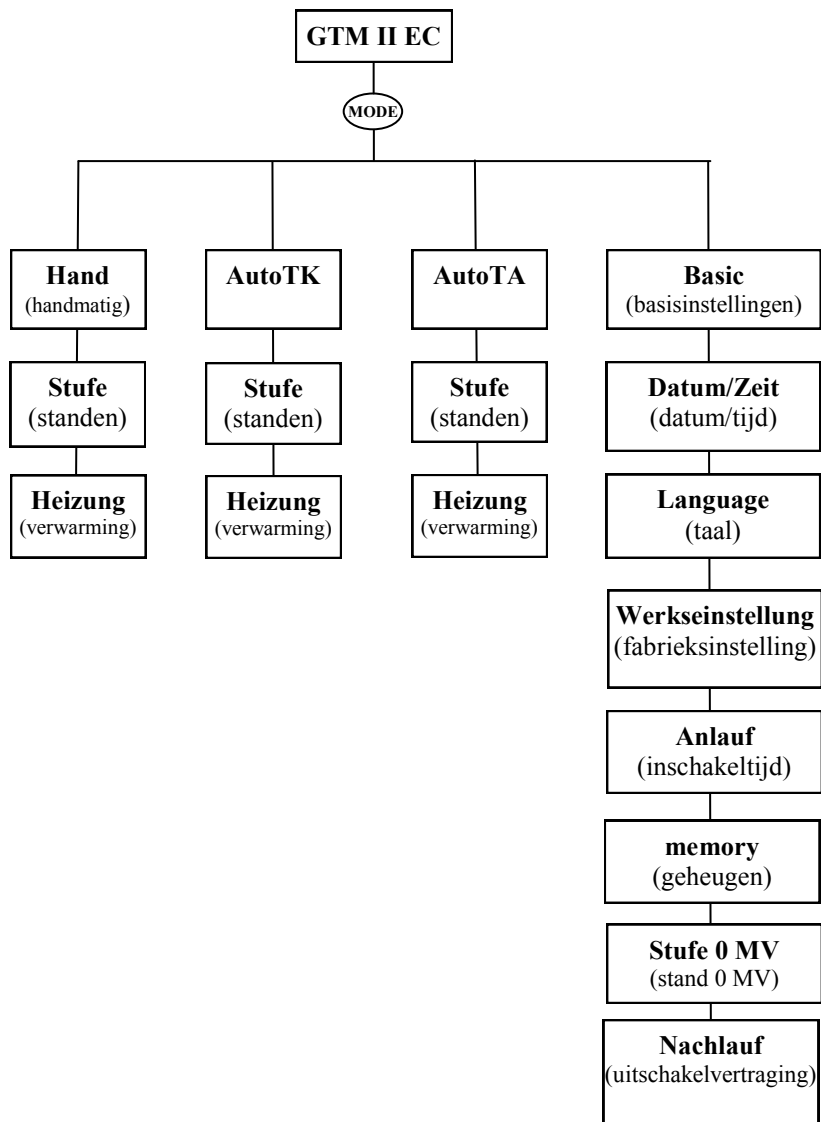 GTM II EC
MODE
Hand
(handmatig)
AutoTK
AutoTA
Basic
(basisinstellingen)
Stufe
(standen)
Stufe
(standen)
Stufe
(standen)
Datum/Zeit
(datum/tijd)
Heizung
(verwarming)
Heizung
(verwarming)
Heizung
(verwarming)
Language
(taal)
Werkseinstellung
(fabrieksinstelling)
Anlauf
(inschakeltijd)
memory
(geheugen)
Stufe 0 MV
(stand 0 MV)
Nachlauf
(uitschakelvertraging)